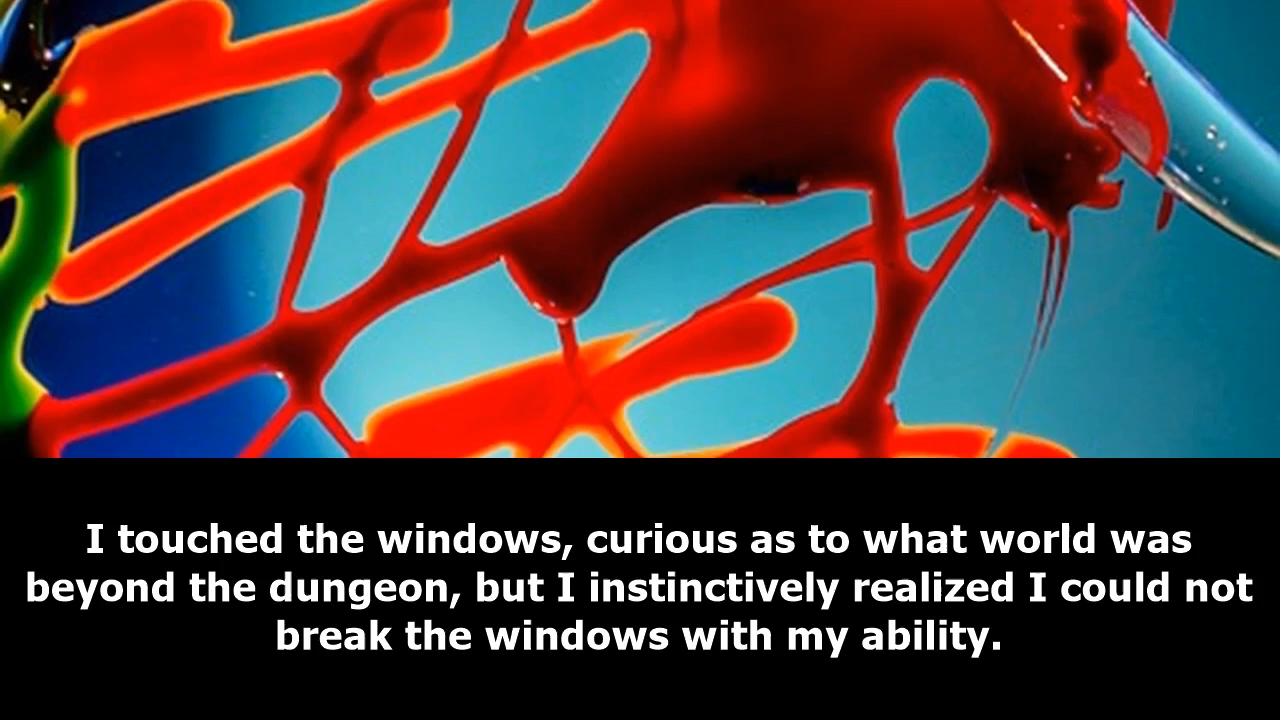 I touched the windows, curious as to what world was
beyond the dungeon, but I instinctively realized I could not
break the windows with my ability.